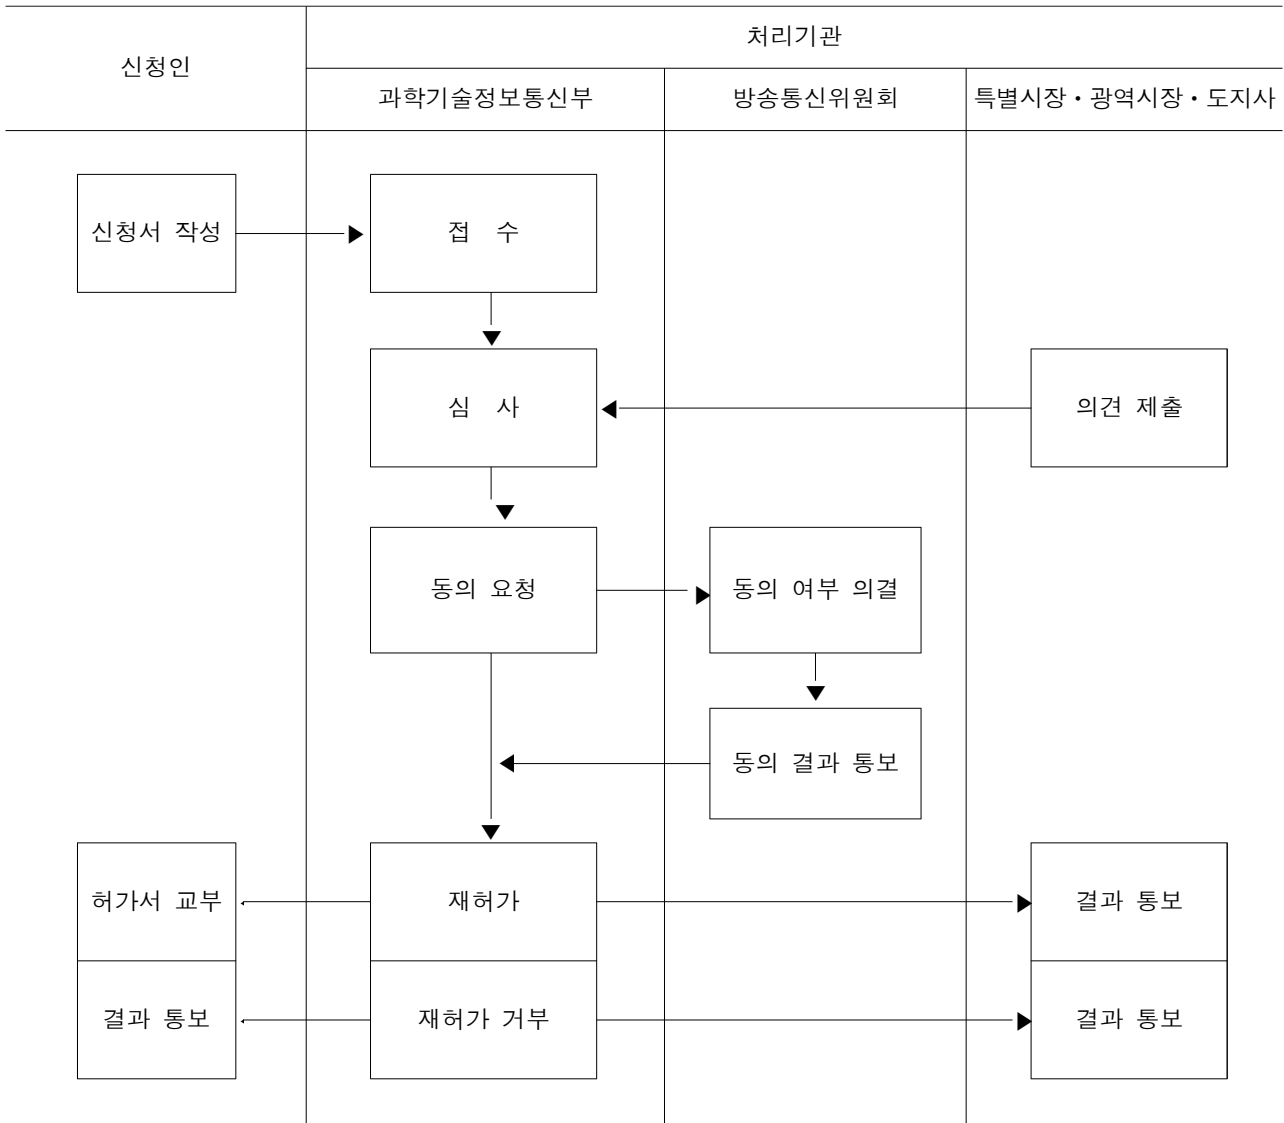 신청인
처리기관
과학기술정보통신부
방송통신위원회
특별시장・광역시장・도지사
신청서 작성
접 수
심 사
의견 제출
동의 요청
동의 여부 의결
동의 결과 통보
허가서 교부
재허가
결과 통보
결과 통보
재허가 거부
결과 통보